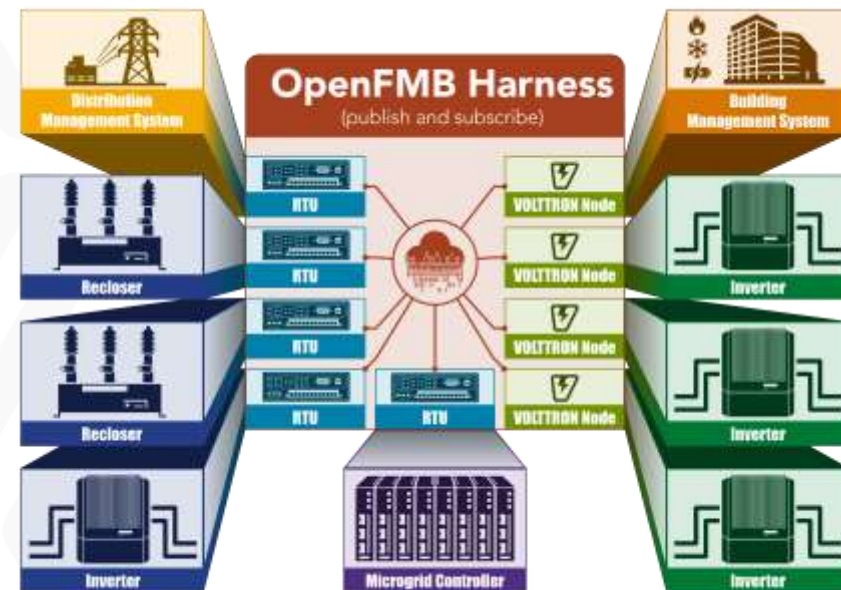 OpenFMB Harness
(publish and subscribe)
Distribution
Management System
Building
Management System
RTU
VOLTTRON Node
Recloser
RTU
VOLTTRON Node
Inverter
RTU
VOLTTRON Node
Recloser
RTU
RTU
VOLTTRON Node
Inverter
Inverter
Microgrid Controller
Inverter